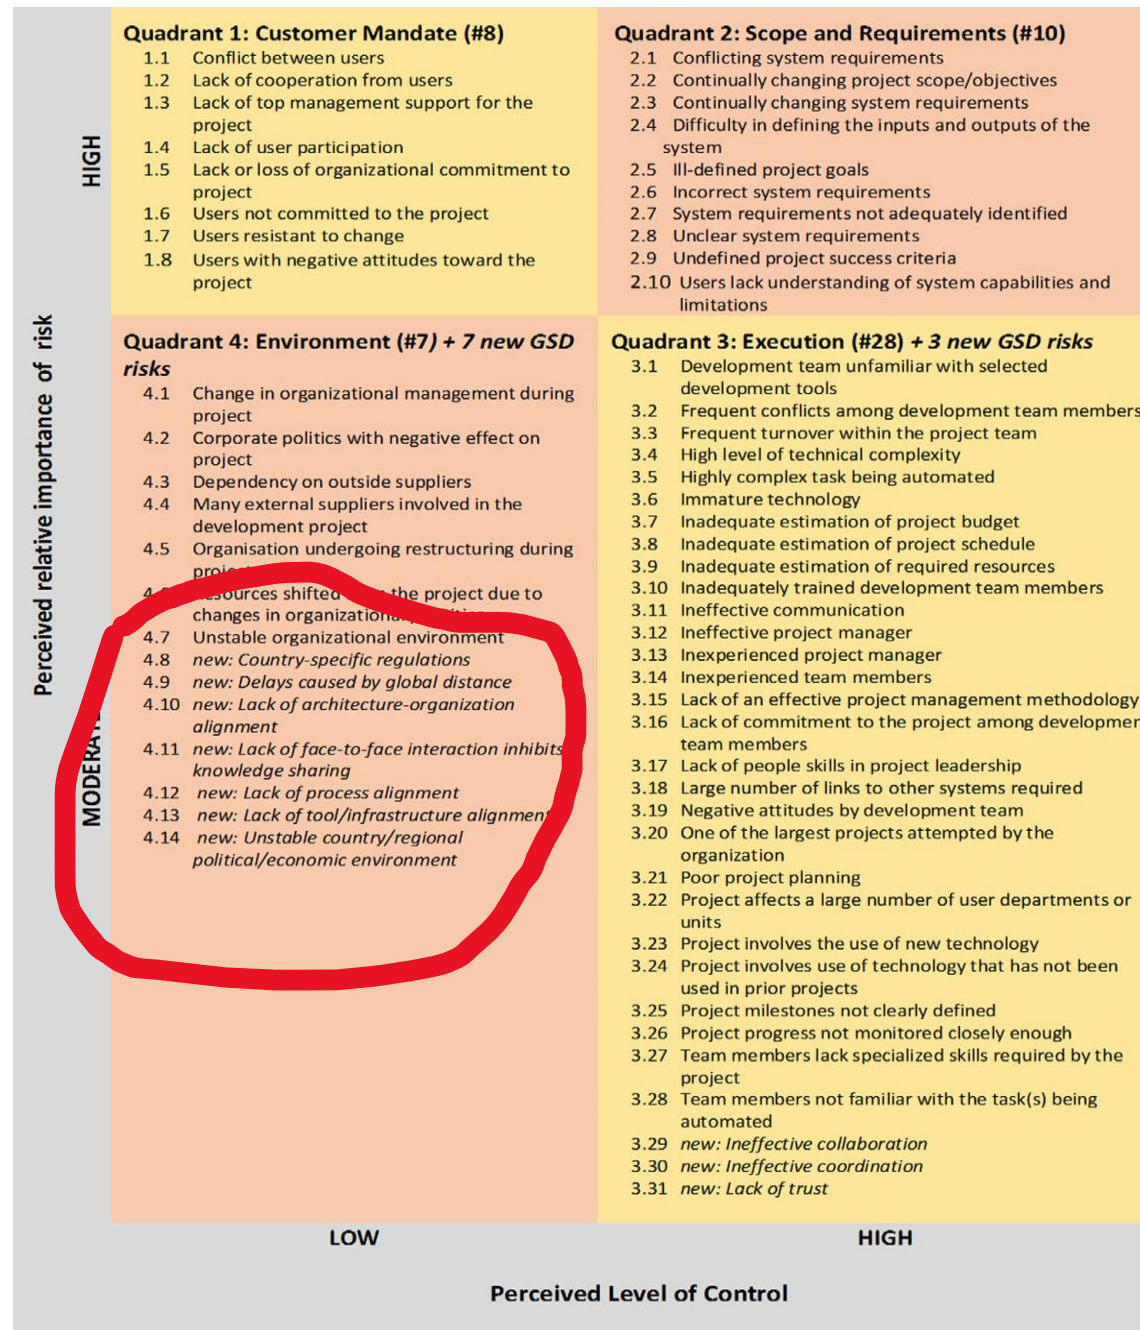 Quadrant 1: Customer Mandate (#8)
1.1 Conflict between users
1.2 Lack of cooperation from users
1.3 Lack of top management support for the
project
1.4 Lack of user participation
1.5 Lack or loss of organizational commitment to
project
1.6 Users not committed to the project
1.7 Users resistant to change
1.8 Users with negative attitudes toward the
project
Quadrant 2: Scope and Requirements (#10)
2.1 Conflicting system requirements
2.2 Continually changing project scope/objectives
2.3 Continually changing system requirements
2.4 Difficulty in defining the inputs and outputs of the
system
2.5 Ill-defined project goals
2.6 Incorrect system requirements
2.7 System requirements not adequately identified
2.8 Unclear system requirements
2.9 Undefined project success criteria
2.10 Users lack understanding of system capabilities and
limitations
HIGH
Perceived relative importance of risk
Quadrant 4: Environment (#7) + 7 new GSD
risks
4.1 Change in organizational management during
project
4.2 Corporate politics with negative effect on
project
4.3 Dependency on outside suppliers
4.4 Many external suppliers involved in the
development project
4.5 Organisation undergoing restructuring during
Resources shifted the project due to
changes in organizational
4.7 Unstable organizational environment
4.8 new: Country-specific regulations
4.9 new: Delays caused by global distance
4.10 new: Lack of architecture-organization
alignment
4.11 new: Lack of face-to-face interaction inhibits
knowledge sharing
4.12 new: Lack of process alignment
4.13 new: Lack of tool/infrastructure alignment
4.14 new: Unstable country/regional
political/economic environment
MODERATE
Quadrant 3: Execution (#28) + 3 new GSD risks
3.1 Development team unfamiliar with selected
development tools
3.2 Frequent conflicts among development team members
3.3 Frequent turnover within the project team
3.4 High level of technical complexity
3.5 Highly complex task being automated
3.6 Immature technology
3.7 Inadequate estimation of project budget
3.8 Inadequate estimation of project schedule
3.9 Inadequate estimation of required resources
3.10 Inadequately trained development team members
3.11 Ineffective communication
3.12 Ineffective project manager
3.13 Inexperienced project manager
3.14 Inexperienced team members
3.15 Lack of an effective project management methodology
3.16 Lack of commitment to the project among developmen
team members
3.17 Lack of people skills in project leadership
3.18 Large number of links to other systems required
3.19 Negative attitudes by development team
3.20 One of the largest projects attempted by the
organization
3.21 Poor project planning
3.22 Project affects a large number of user departments or
units
3.23 Project involves the use of new technology
3.24 Project involves use of technology that has not been
used in prior projects
3.25 Project milestones not clearly defined
3.26 Project progress not monitored closely enough
3.27 Team members lack specialized skills required by the
project
3.28 Team members not familiar with the task(s) being
automated
3.29 new: Ineffective collaboration
3.30 new: Ineffective coordination
3.31 new: Lack of trust
LOW
HIGH
Perceived Level of Control